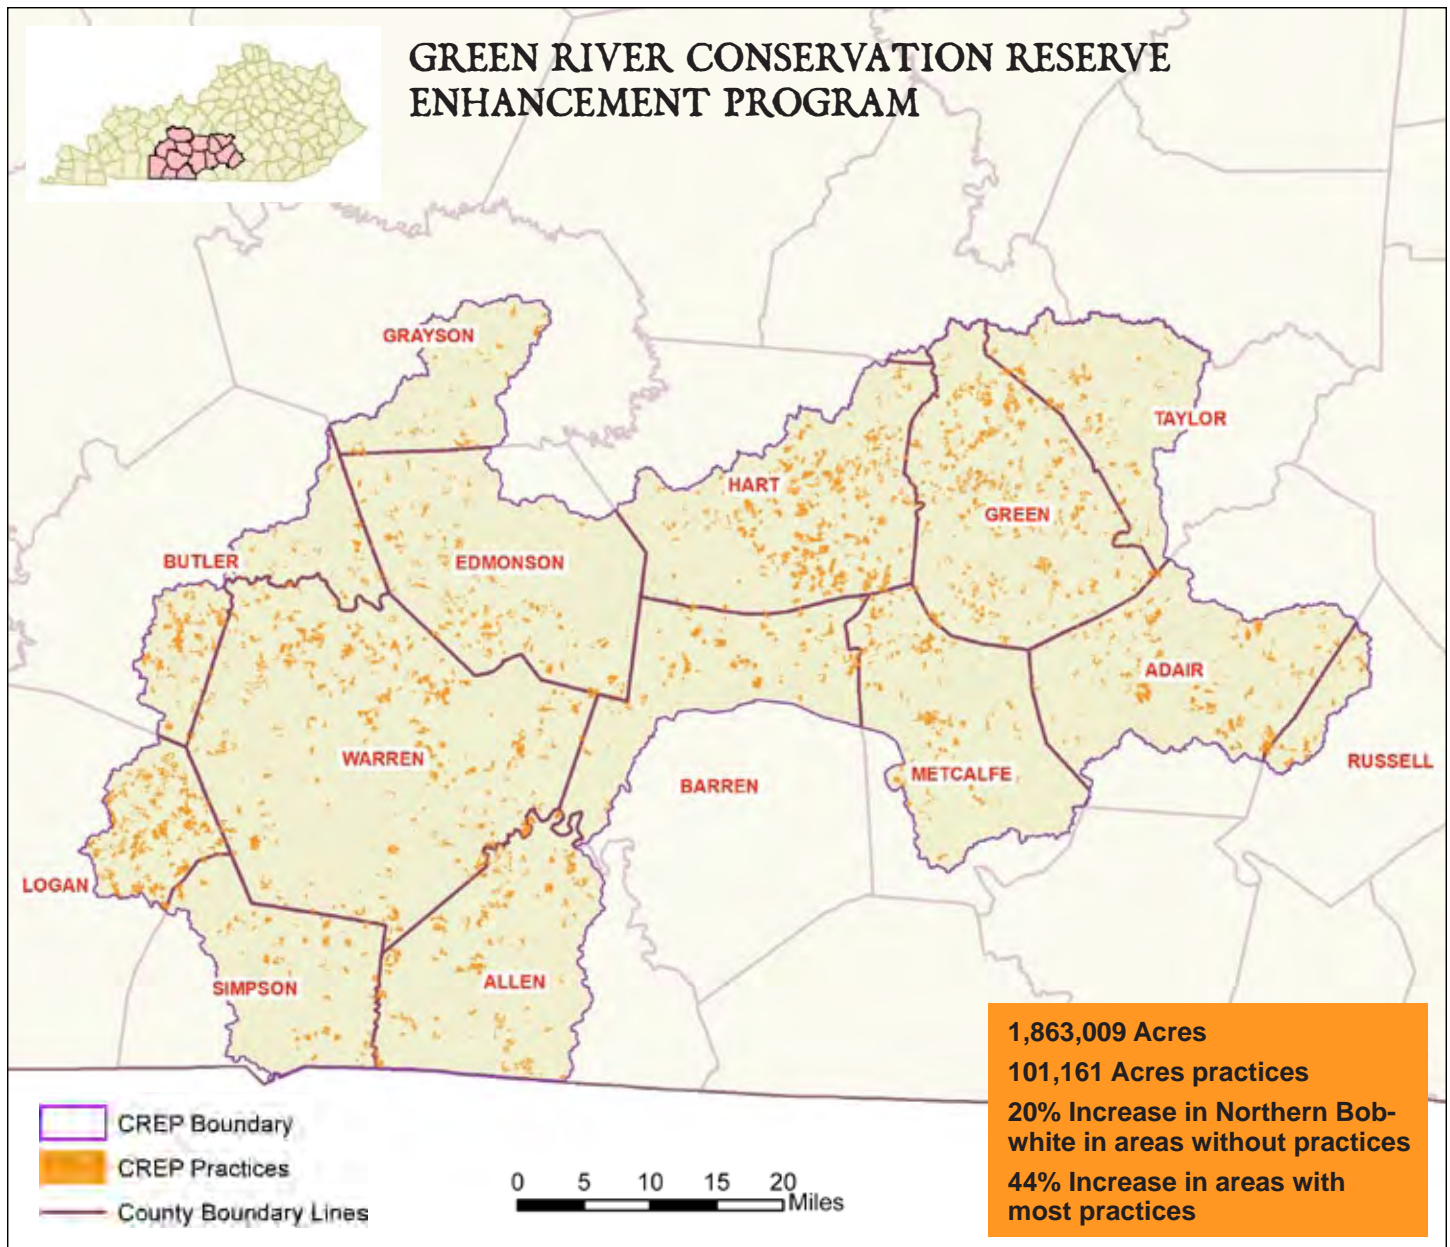 GREEN RIVER CONSERVATION RESERVE
ENHANCEMENT PROGRAM
GRAYSON
TAYLOR
HART
GREEN
BUTLER
EDMONSON
ADAIR
WARREN
RUSSELL
METCALFE
BARREN
LOGAN
SIMPSON
ALLEN
1,863,009 Acres
101,161 Acres practices
20% Increase in Northern Bob-
white in areas without practices
44% Increase in areas with
most practices
CREP Boundary
CREP Practices
County Boundary Lines
0 5 10 15 20
Miles